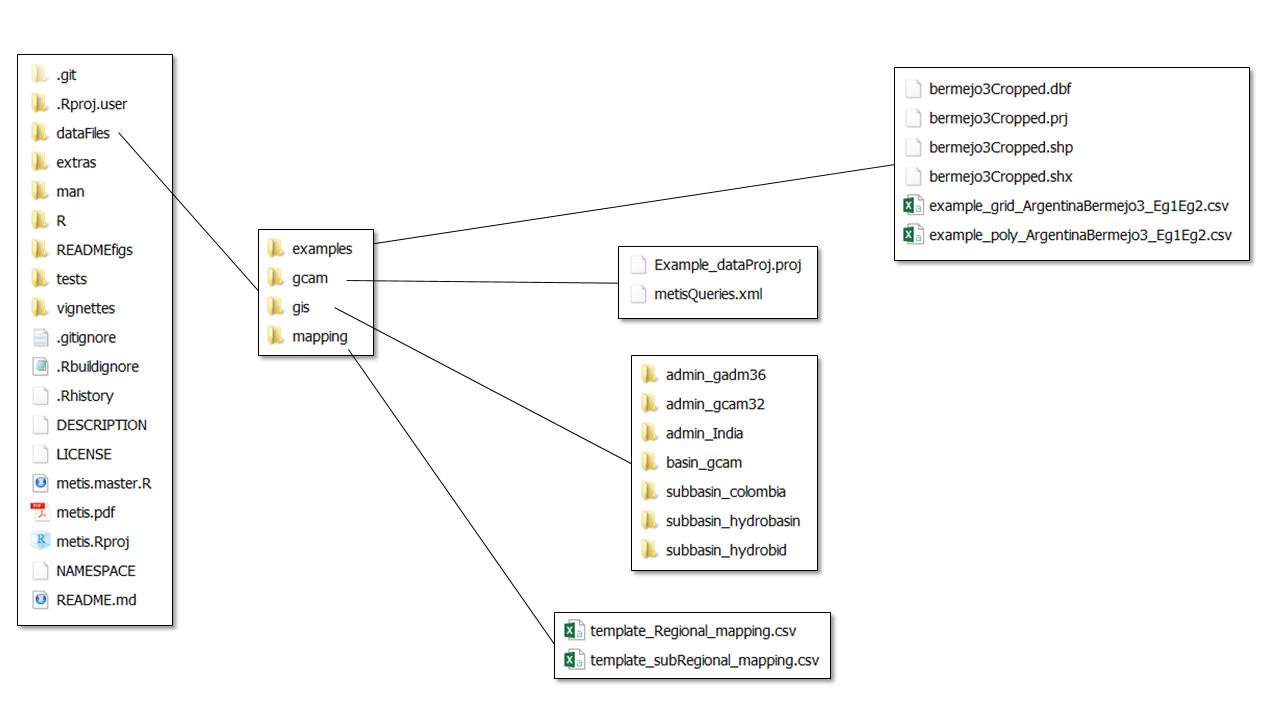 .git
.Rproj.user
dataFiles
extras
man
R
READMEfigs
tests
vignettes
.gitignore
.Rbuildignore
.Rhistory
DESCRIPTION
LICENSE
metis.master.R
metis.pdf
metis.Rproj
NAMESPACE
README.md
examples
gcam
gis
mapping
bermejo3Cropped.dbf
bermejo3Cropped.prj
bermejo3Cropped.shp
bermejo3Cropped.shx
example_grid_ArgentinaBermejo3_Eg1Eg2.csv
example_poly_ArgentinaBermejo3_Eg1Eg2.csv
Example_dataProj.proj
metisQueries.xml
admin_gadm36
admin_gcam32
admin_India
basin_gcam
subbasin_colombia
subbasin_hydrobasin
subbasin_hydrobid
template_Regional_mapping.csv
template_subRegional_mapping.csv